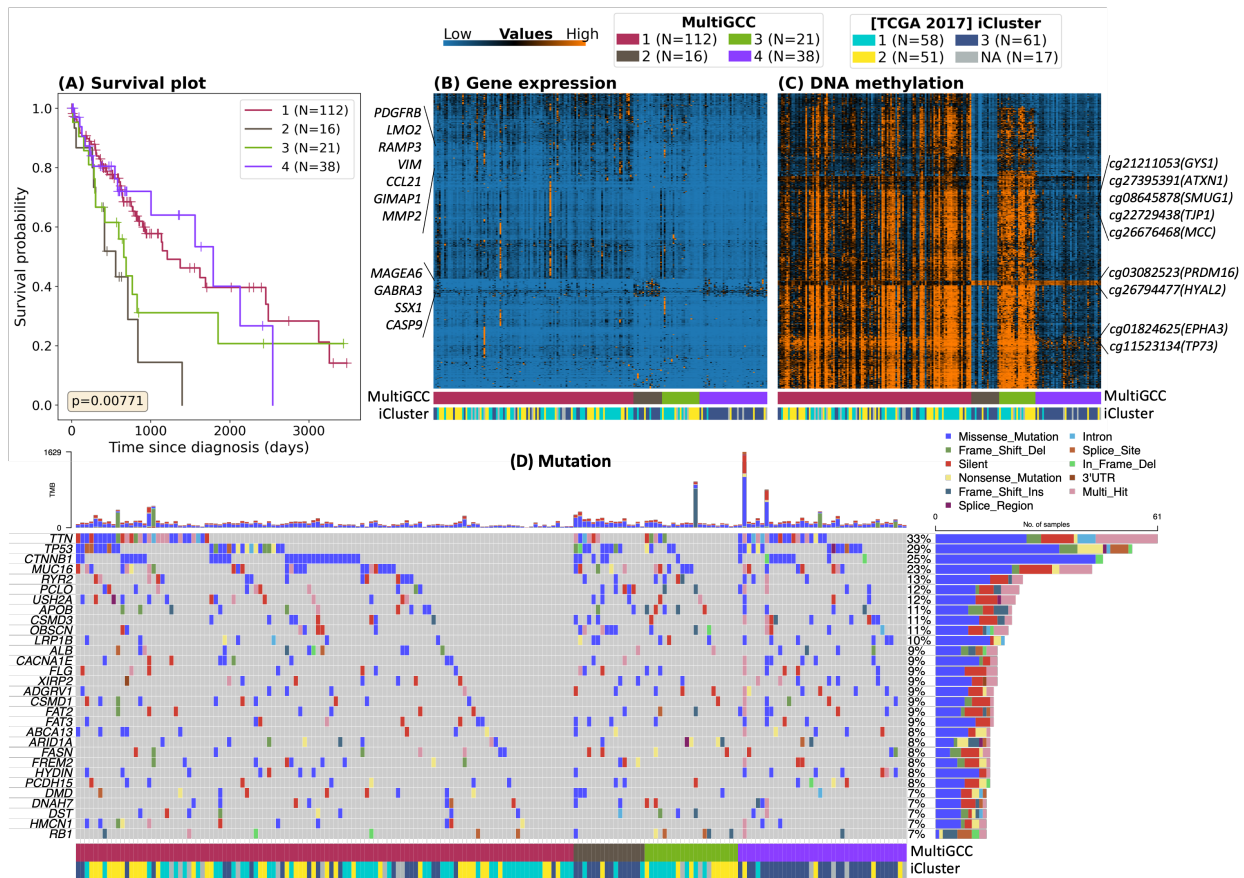 Low Values High
MultiGCC
1 (N=112) 3 (N=21)
2 (N=16) 4 (N=38)
[TCGA 2017] iCluster
1 (N=58) 3 (N=61)
2 (N=51) NA (N=17)
(A) Survival plot
1 (N=112)
2 (N=16)
3 (N=21)
4 (N=38)
Survival probability
1.0
0.8
0.6
0.4
0.2
0.0
p=0.00771
0 1000 2000 3000
Time since diagnosis (days)
(B) Gene expression
PDGFRB
LMO2
RAMP3
VIM
CCL21
GIMAP1
MMP2
MAGEA6
GABRA3
SSX1
CASP9
MultiGCC
iCluster
(C) DNA methylation
cg21211053(GYS1)
cg27395391(ATXN1)
cg08645878(SMUG1)
cg22729438(TJP1)
cg26676468(MCC)
cg03082523(PRDM16)
cg26794477(HYAL2)
cg01824625(EPHA3)
cg11523134(TP73)
MultiGCC
iCluster
(D) Mutation
Missense_Mutation
Frame_Shift_Del
Silent
Nonsense_Mutation
Frame_Shift_Ins
Splice_Region
Intron
Splice_Site
In_Frame_Del
3'UTR
Multi_Hit
1629
TMB
0
No. of samples
0 61
TTN 33%
TP53 29%
CTNNB1 25%
MUC16 23%
RYR2 13%
PCLO 12%
USH2A 12%
APOB 11%
CSMD3 11%
OBSCN 11%
LRP1B 10%
ALB 9%
CACNA1E 9%
FLG 9%
XIRP2 9%
ADGRV1 9%
CSMD1 9%
FAT2 9%
FAT3 9%
ABCA13 8%
ARID1A 8%
FASN 8%
FREM2 8%
HYDIN 8%
PCDH15 8%
DMD 7%
DNAH7 7%
DST 7%
HMCN1 7%
RB1 7%
MultiGCC
iCluster